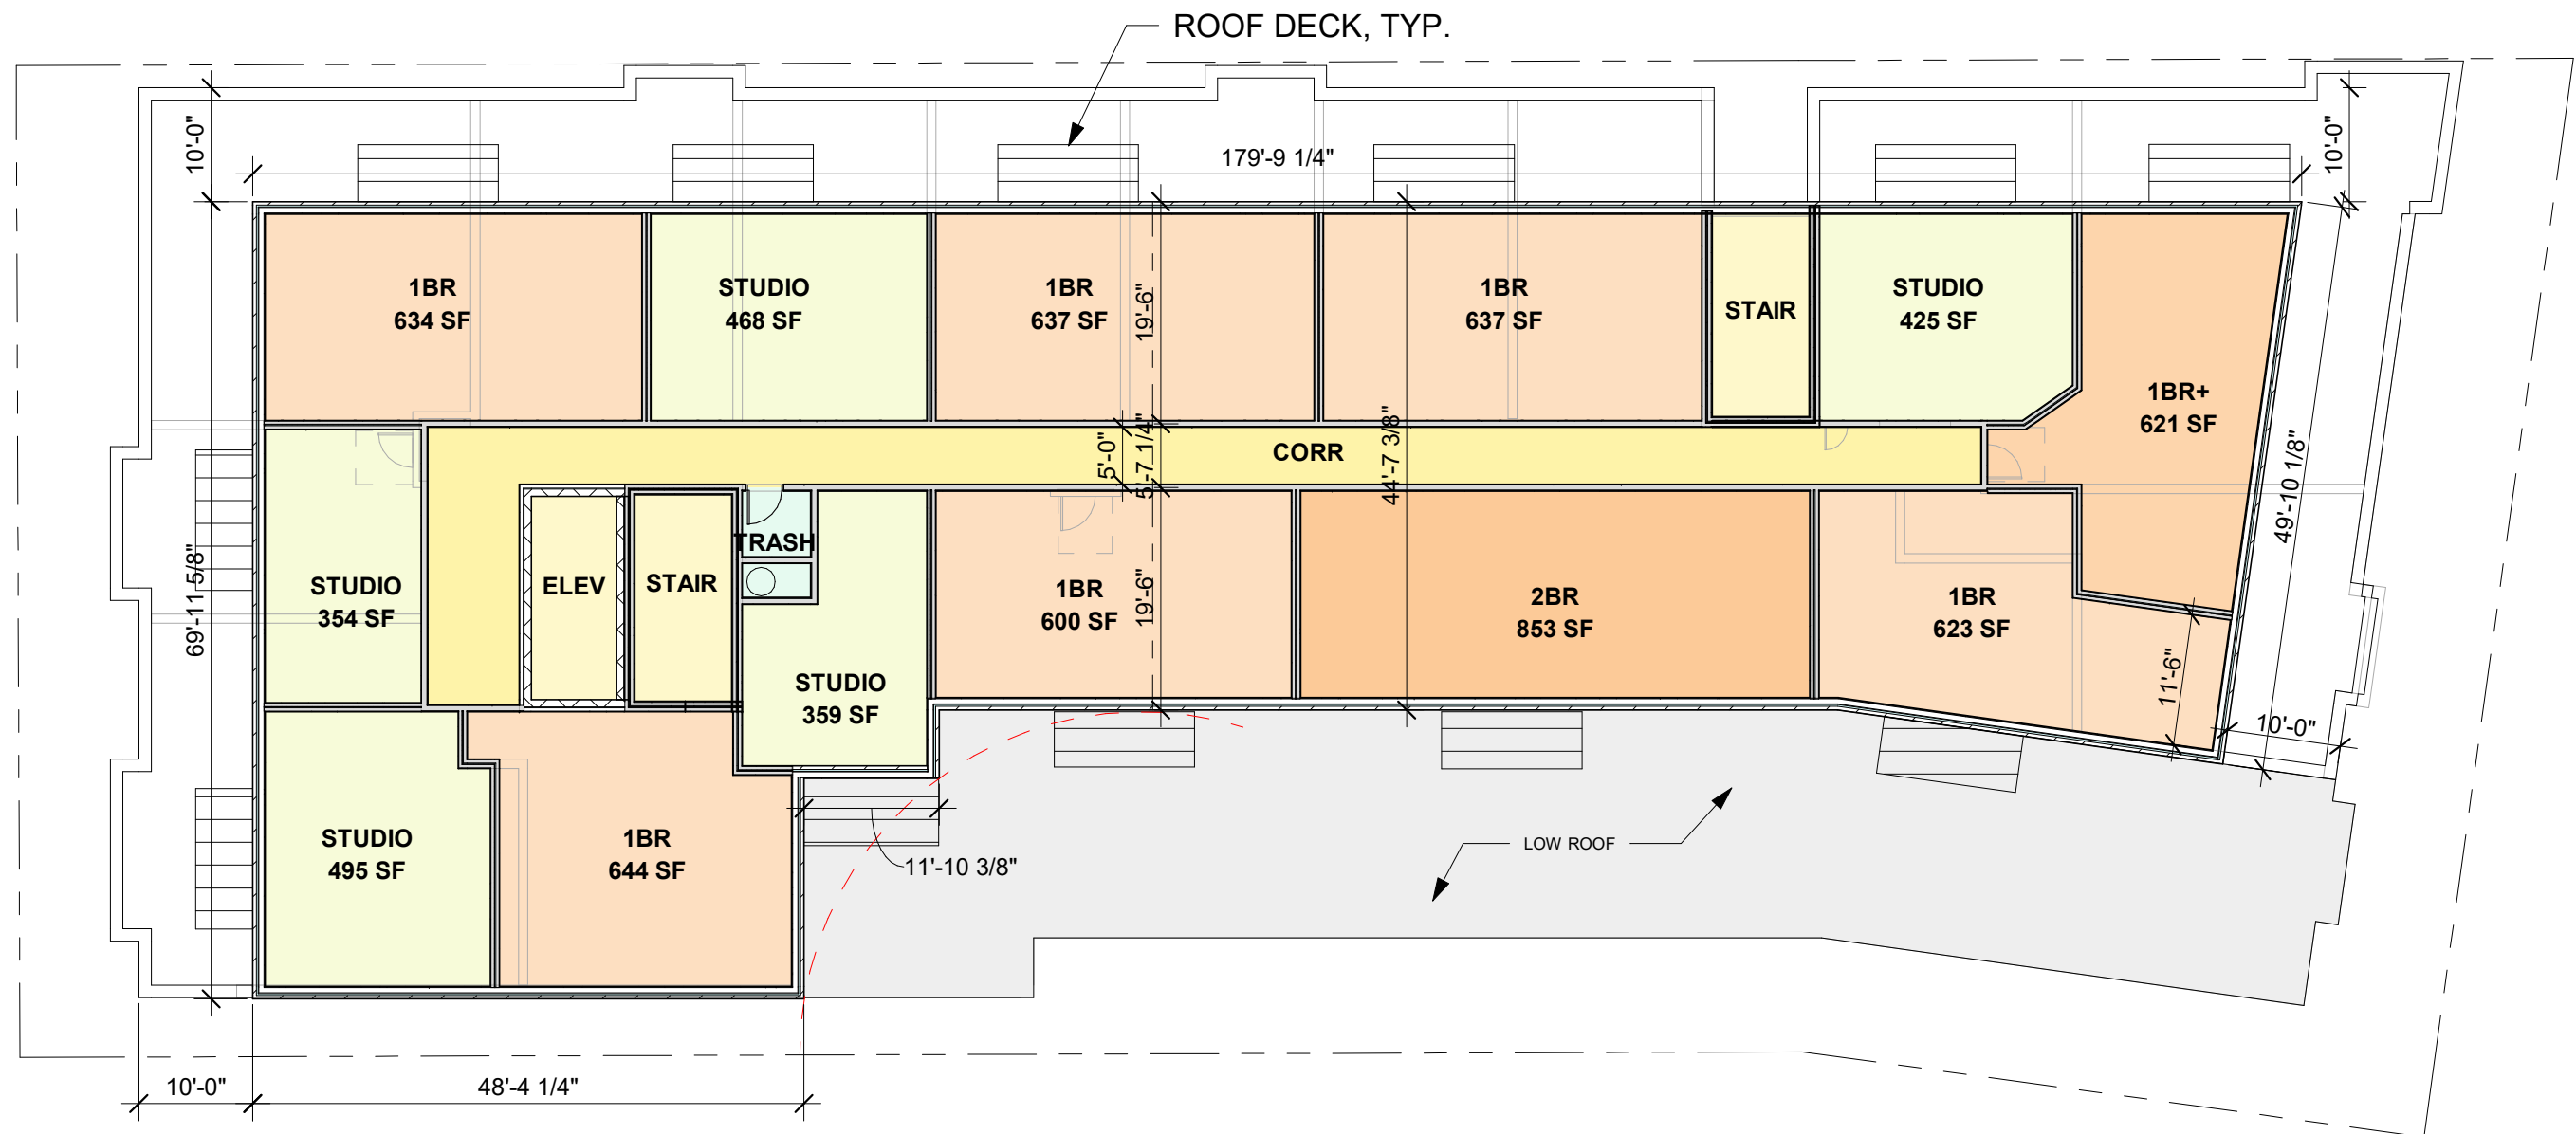 ROOF DECK, TYP.
10'-0"
179'-9 1/4"
10'-0"
1BR
634 SF
STUDIO
468 SF
1BR
637 SF
19'-6"
1BR
637 SF
STAIR
STUDIO
425 SF
1BR+
621 SF
CORR
5'-0"
5'-7 1/4"
44'-7 3/8"
49'-10 1/8"
69'-11 5/8"
STUDIO
354 SF
ELEV
STAIR
TRASH
STUDIO
359 SF
1BR
600 SF
19'-6"
2BR
853 SF
1BR
623 SF
11'-6"
10'-0"
STUDIO
495 SF
1BR
644 SF
11'-10 3/8"
LOW ROOF
10'-0"
48'-4 1/4"